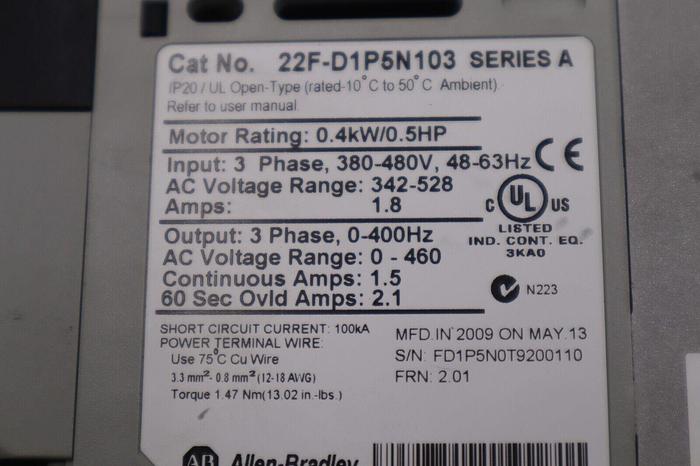 Cat No. 22F-D1P5N103 SERIES A
IP20 / UL Open-Type (rated-10°C to 50°C Ambient)
Refer to user manual
Motor Rating: 0.4kW/0.5HP
Input: 3 Phase, 380-480V, 48-63Hz CE
AC Voltage Range: 342-528
Amps: 1.8
C UL US
LISTED
IND. CONT. EQ.
3KA0
Output: 3 Phase, 0-400Hz
AC Voltage Range: 0 - 460
Continuous Amps: 1.5
60 Sec Ovld Amps: 2.1
N223
SHORT CIRCUIT CURRENT: 100kA
POWER TERMINAL WIRE:
Use 75°C Cu Wire
3.3 mm²- 0.8 mm² (12-18 AWG)
Torque 1.47 Nm(13.02 in.-lbs.)
MFD.IN 2009 ON MAY.13
S/N: FD1P5N0T9200110
FRN: 2.01
AB Allen-Bradley